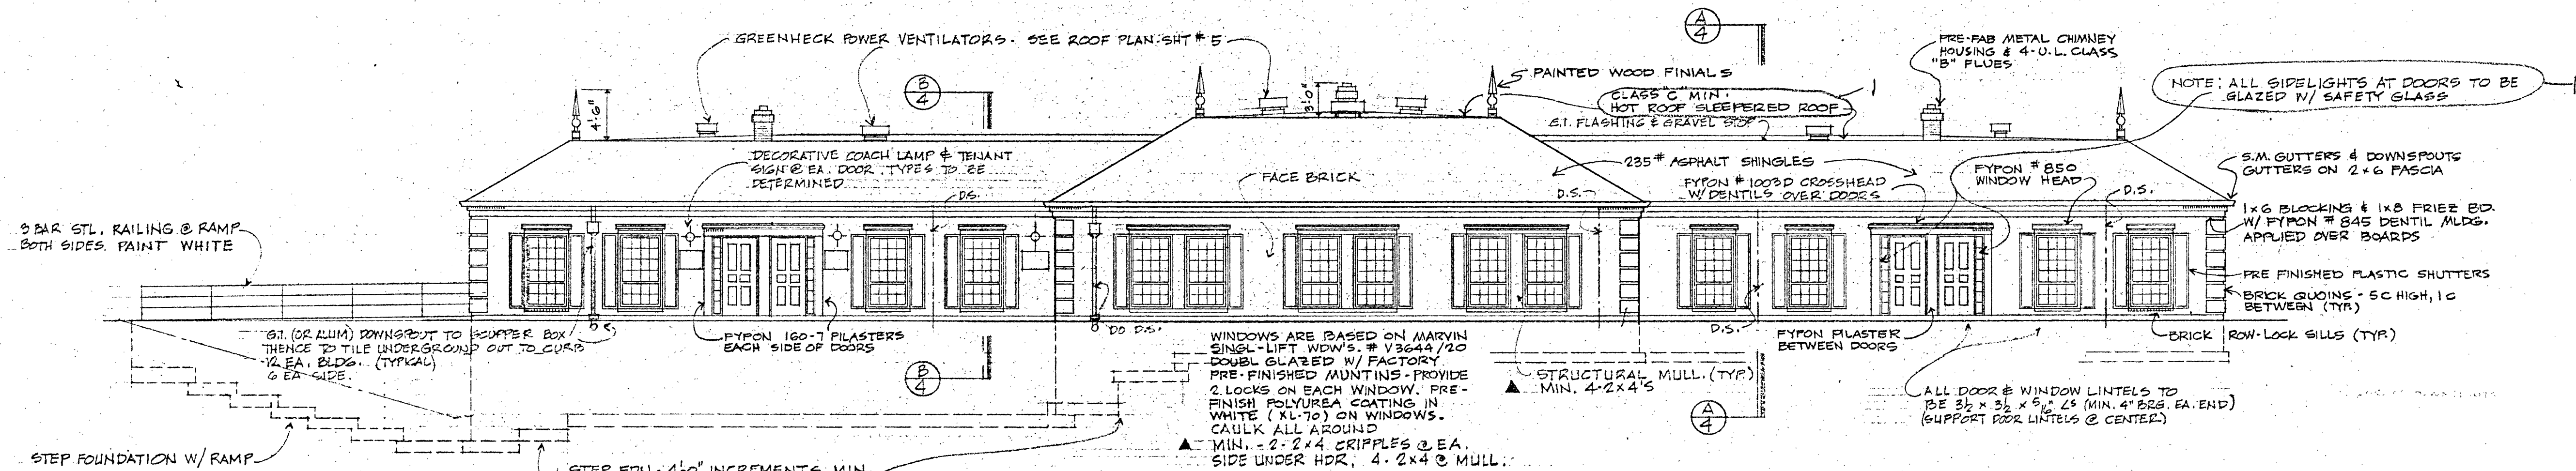 GREENHECK POWER VENTILATORS. SEE ROOF PLAN-SHT # 5
A
4
B
4
4'-6"
3'-0"
PAINTED WOOD FINIALS
CLASS "C" MIN.
HOT ROOF SLEEPERED ROOF
G.I. FLASHING & GRAVEL STOP
1
PRE-FAB METAL CHIMNEY
HOUSING & 4-U.L. CLASS
"B" FLUES
NOTE: ALL SIDELIGHTS AT DOORS TO BE
GLAZED W/ SAFETY GLASS
1
DECORATIVE COACH LAMP & TENANT
SIGN @ EA. DOOR. TYPES TO BE
DETERMINED
D.S.
FACE BRICK
235# ASPHALT SHINGLES
D.S.
FYPON #1003D CROSSHEAD
W/DENTILS OVER DOORS
FYPON # 850
WINDOW HEAD
D.S.
S.M. GUTTERS & DOWNSPOUTS
GUTTERS ON 2x6 FASCIA
1x6 BLOCKING & 1x8 FRIEZ BD.
W/ FYPON # 845 DENTIL MLDG.
APPLIED OVER BOARDS
PRE FINISHED PLASTIC SHUTTERS
BRICK QUOINS - 5C HIGH, 1C
BETWEEN (TYP.)
BRICK ROW-LOCK SILLS (TYP.)
3 BAR STL. RAILING @ RAMP
BOTH SIDES. PAINT WHITE
G.I. (OR ALUM) DOWNSPOUT TO SCUPPER BOX
THENCE TO TILE UNDERGROUND OUT TO CURB
-12 EA. BLDG. (TYPICAL)
6 EA. SIDE.
FYPON 160-7 PILASTERS
EACH SIDE OF DOORS
DO D.S.
WINDOWS ARE BASED ON MARVIN
SINGL-LIFT WDW'S. # V3644/20
DOUBL GLAZED W/ FACTORY
PRE-FINISHED MUNTINS-PROVIDE
2 LOCKS ON EACH WINDOW. PRE-
FINISH POLYUREA COATING IN
WHITE (XL-70) ON WINDOWS.
CAULK ALL AROUND
▲ MIN. - 2-2x4 CRIPPLES @ EA.
SIDE UNDER HDR, 4-2x4 @ MULL.
STRUCTURAL MULL. (TYP.)
▲ MIN. 4-2x4'S
D.S.
FYPON PILASTER
BETWEEN DOORS
ALL DOOR & WINDOW LINTELS TO
BE 3½ x 3½ x 5/16" LS (MIN. 4" BRG. EA. END)
(SUPPORT DOOR LINTELS @ CENTER)
B
4
A
4
STEP FOUNDATION W/ RAMP
STEP FDN - 4'-0" INCREMENTS MIN.